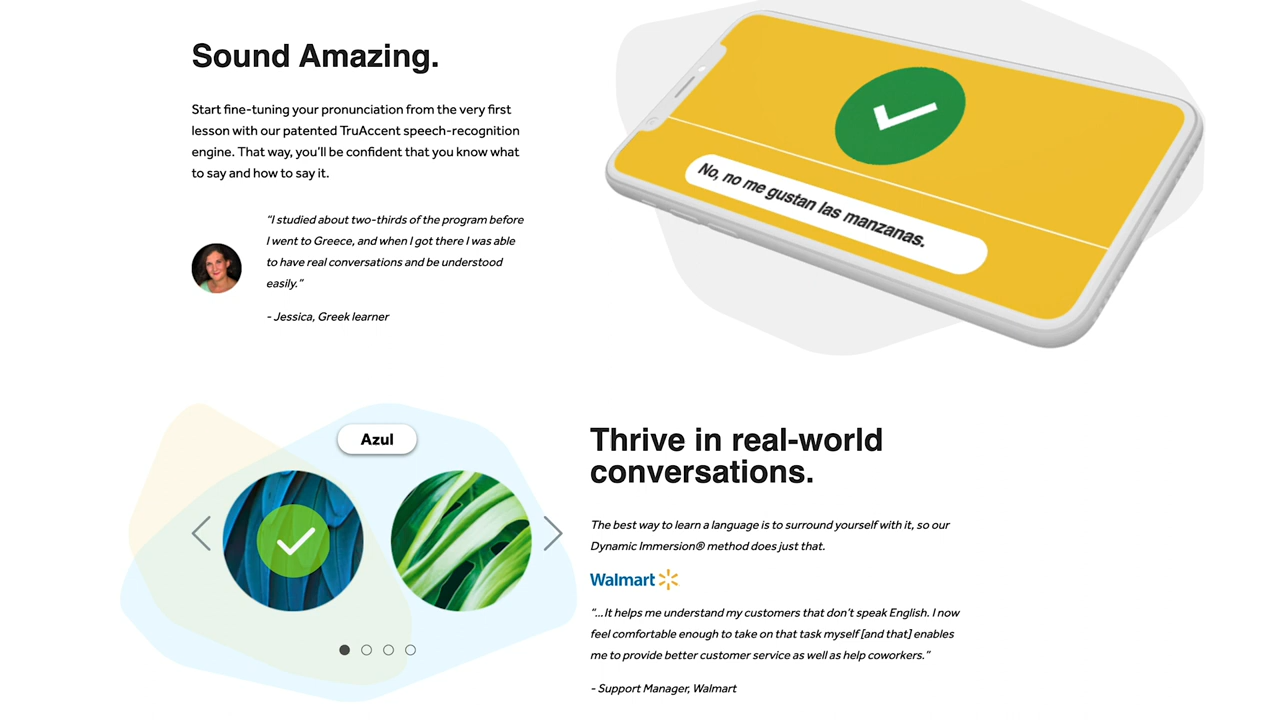 Sound Amazing.
Start fine-tuning your pronunciation from the very first
lesson with our patented TruAccent speech-recognition
engine. That way, you’ll be confident that you know what
to say and how to say it.
“I studied about two-thirds of the program before
I went to Greece, and when I got there I was able
to have real conversations and be understood
easily.”
- Jessica, Greek learner
No, no me gustan las manzanas.
Azul
Thrive in real-world
conversations.
The best way to learn a language is to surround yourself with it, so our
Dynamic Immersion® method does just that.
Walmart
“...It helps me understand my customers that don’t speak English. I now
feel comfortable enough to take on that task myself [and that] enables
me to provide better customer service as well as help coworkers.”
- Support Manager, Walmart